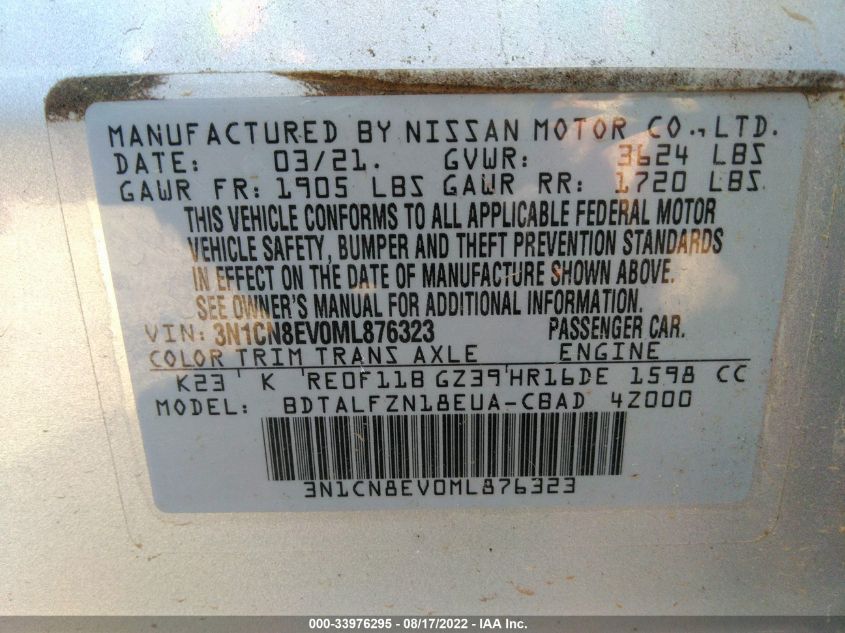 MANUFACTURED BY NISSAN MOTOR CO.,LTD.
DATE: 03/21. GVWR: 3624 LBS
GAWR FR: 1905 LBS GAWR RR: 1720 LBS
THIS VEHICLE CONFORMS TO ALL APPLICABLE FEDERAL MOTOR
VEHICLE SAFETY, BUMPER AND THEFT PREVENTION STANDARDS
IN EFFECT ON THE DATE OF MANUFACTURE SHOWN ABOVE.
SEE OWNER'S MANUAL FOR ADDITIONAL INFORMATION.
VIN: 3N1CN8EV0ML876323 PASSENGER CAR.
COLOR TRIM TRANS AXLE ENGINE
K23 ' K 'RE0F11B GZ39'HR16DE 1598 CC
MODEL: BDTALFZN18EUA-CBAD 4Z000
3N1CN8EV0ML876323
000-33976295 - 08/17/2022 - IAA Inc.